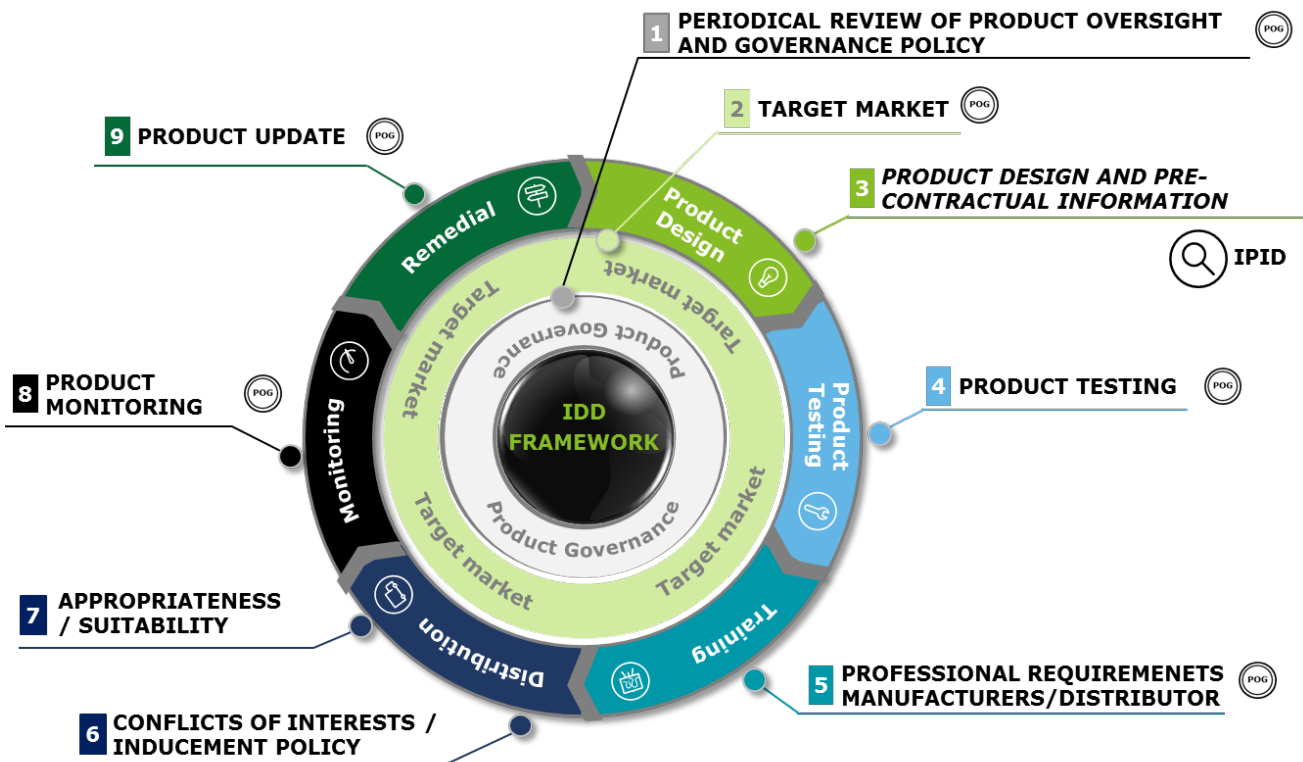 1 PERIODICAL REVIEW OF PRODUCT OVERSIGHT
AND GOVERNANCE POLICY
POG
2 TARGET MARKET
POG
3 PRODUCT DESIGN AND PRE-
CONTRACTUAL INFORMATION
IPID
4 PRODUCT TESTING
POG
5 PROFESSIONAL REQUIREMENETS
MANUFACTURERS/DISTRIBUTOR
POG
6 CONFLICTS OF INTERESTS /
INDUCEMENT POLICY
7 APPROPRIATENESS
/ SUITABILITY
8 PRODUCT
MONITORING
POG
9 PRODUCT UPDATE
POG
Product
Design
Product
Testing
Training
Distribution
Monitoring
Remedial
Target market
Target market
Target market
Target market
Product Governance
Product Governance
IDD
FRAMEWORK